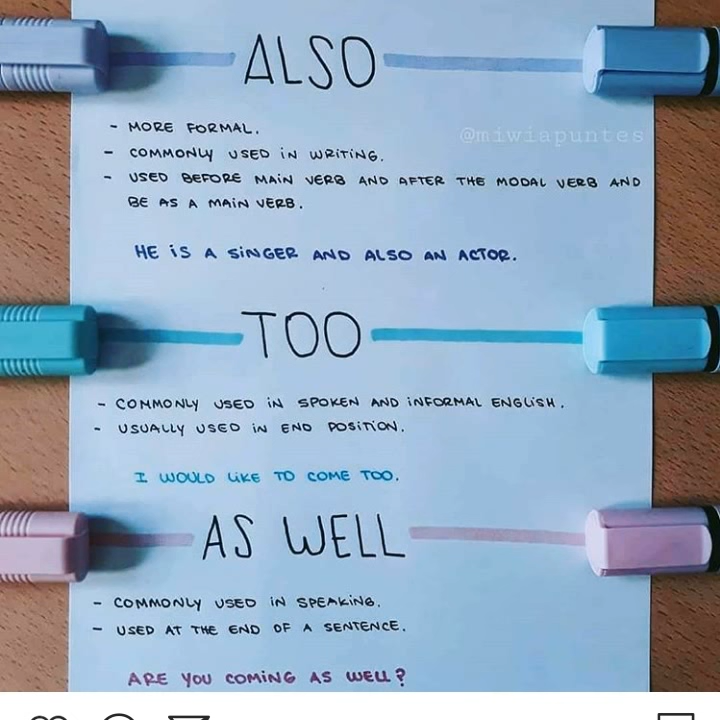 ALSO
- MORE FORMAL.
@miwiapuntes
- COMMONLY USED IN WRITING.
- USED BEFORE MAIN VERB AND AFTER THE MODAL VERB AND
BE AS A MAIN VERB.
HE IS A SINGER AND ALSO AN ACTOR.
TOO
- COMMONLY USED IN SPOKEN AND INFORMAL ENGLISH.
- USUALLY USED IN END POSITION.
I WOULD LIKE TO COME TOO.
AS WELL
- COMMONLY USED IN SPEAKING.
- USED AT THE END OF A SENTENCE.
ARE YOU COMING AS WELL?